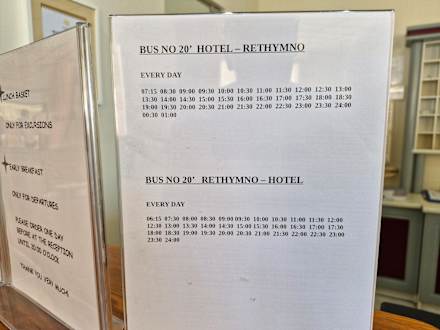 LUNCH BASKET
ONLY FOR EXCURSIONS
EARLY BREAKFAST
ONLY FOR DEPARTURES
PLEASE ORDER ONE DAY
BEFORE AT THE RECEPTION
UNTIL 20:00 O'CLOCK
THANK YOU VERY MUCH.
BUS NO 20' HOTEL – RETHYMNO
EVERY DAY
07:15 08:30 09:00 09:30 10:00 10:30 11:00 11:30 12:00 12:30 13:00
13:30 14:00 14:30 15:00 15:30 16:00 16:30 17:00 17:30 18:00 18:30
19:00 19:30 20:00 20:30 21:00 21:30 22:00 22:30 23:00 23:30 24:00
00:30 01:00
BUS NO 20' RETHYMNO – HOTEL
EVERY DAY
06:15 07:30 08:00 08:30 09:00 09:30 10:00 10:30 11:00 11:30 12:00
12:30 13:00 13:30 14:00 14:30 15:00 15:30 16:00 16:30 17:00 17:30
18:00 18:30 19:00 19:30 20:00 20:30 21:00 21:30 22:00 22:30 23:00
23:30 24:00